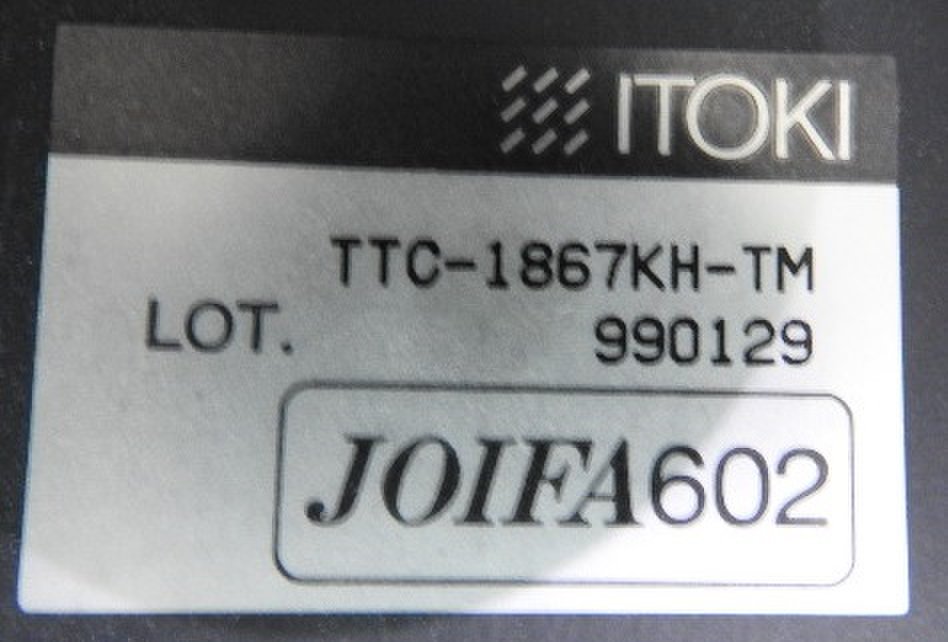 ITOKI
TTC-1867KH-TM
LOT. 990129
JOIFA602